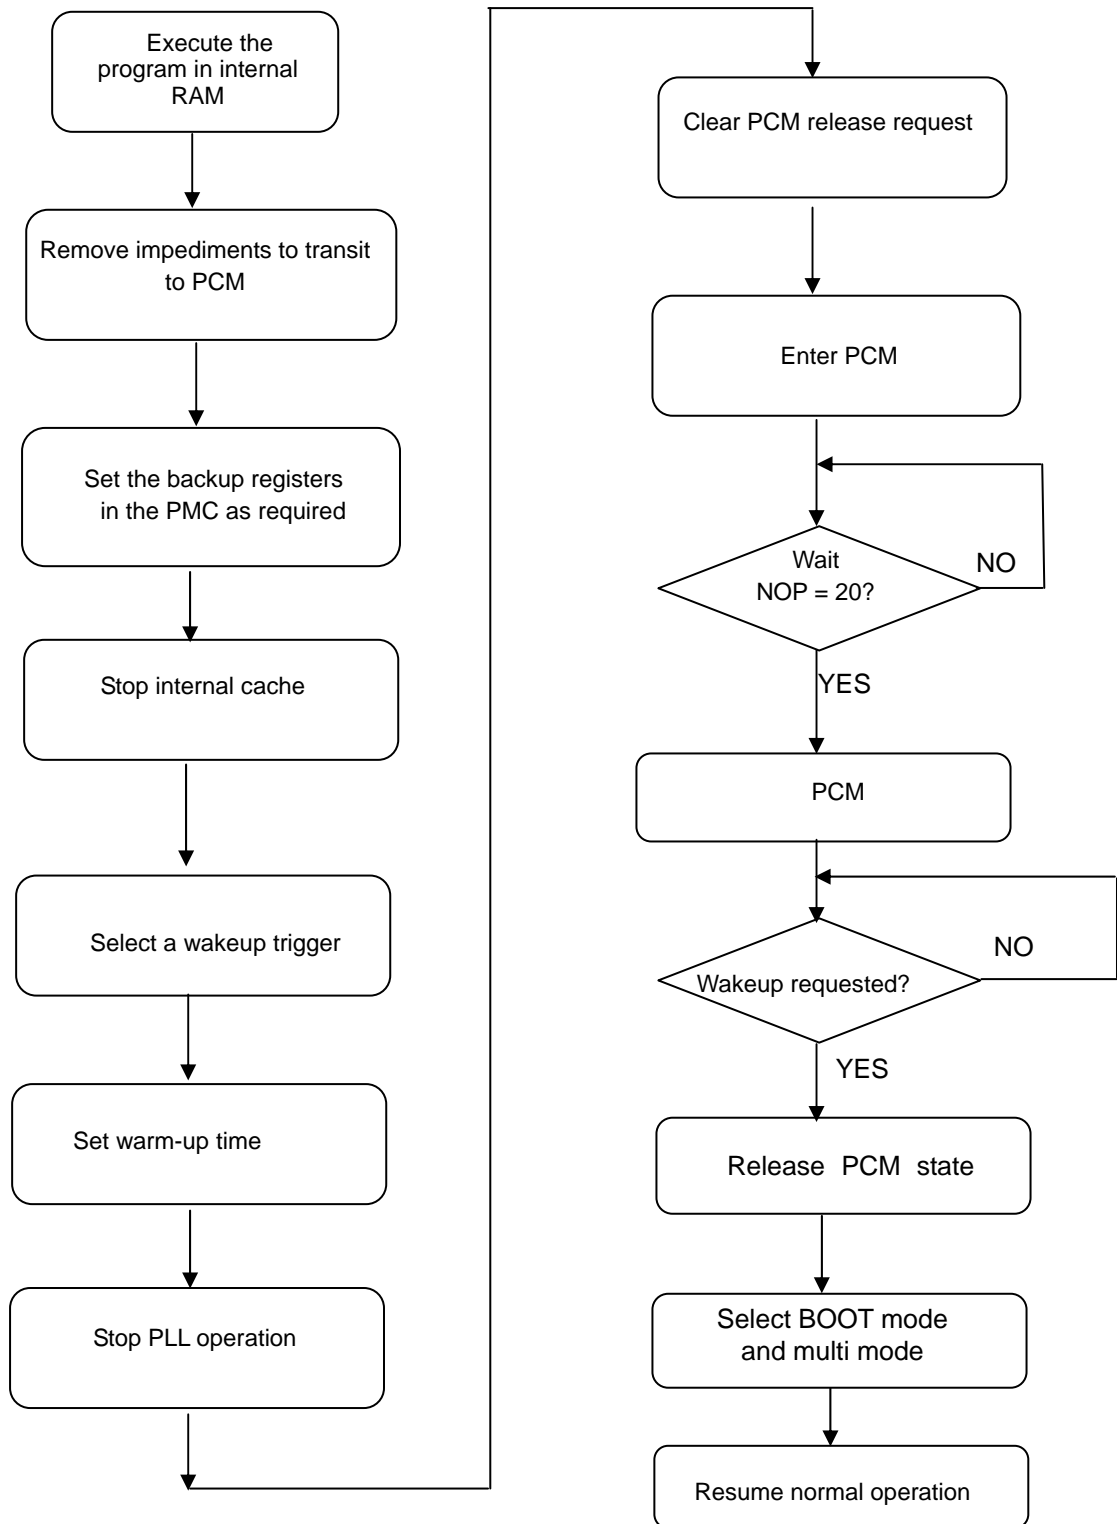 Execute the
program in internal
RAM
Remove impediments to transit
to PCM
Set the backup registers
in the PMC as required
Stop internal cache
Select a wakeup trigger
Set warm-up time
Stop PLL operation
Clear PCM release request
Enter PCM
Wait
NOP = 20?
NO
YES
PCM
Wakeup requested?
NO
YES
Release PCM state
Select BOOT mode
and multi mode
Resume normal operation